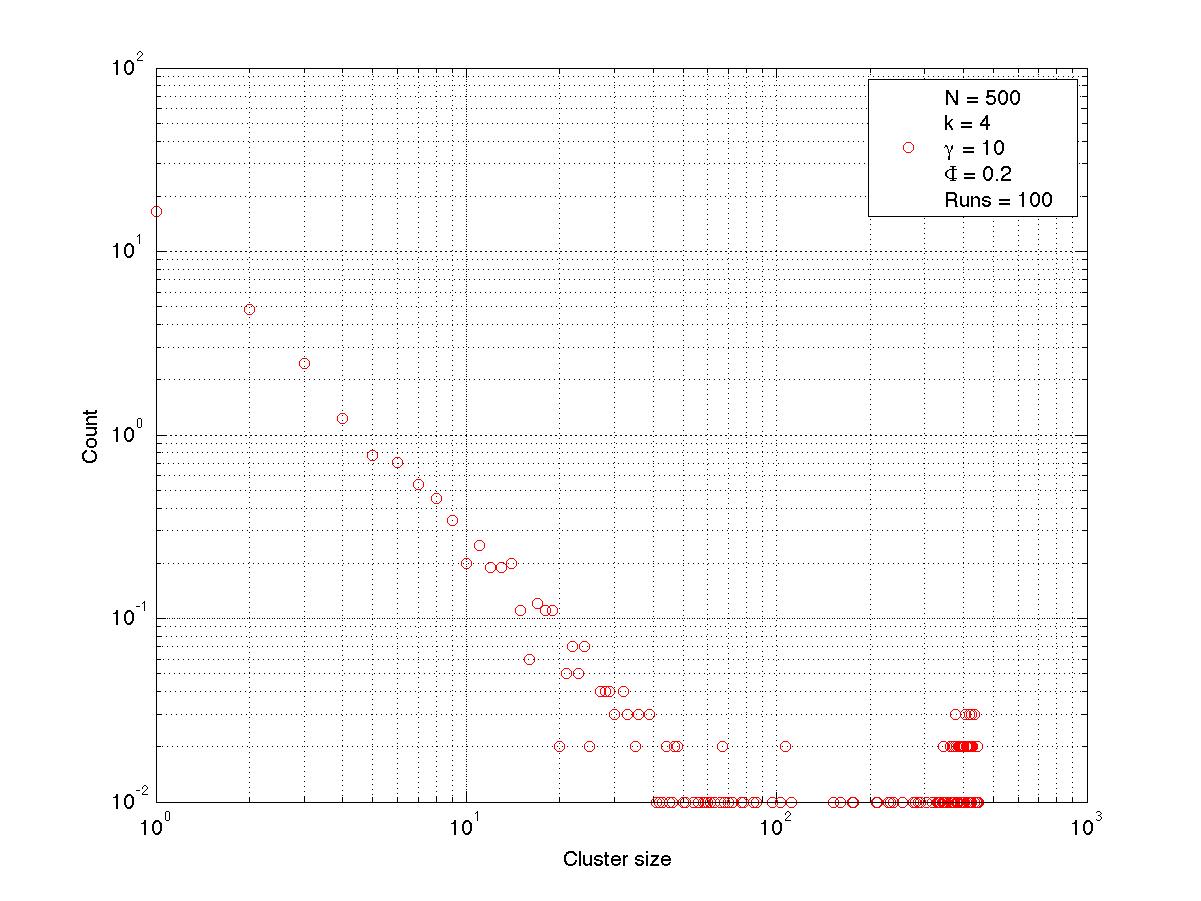 10^2
10^1
10^0
10^-1
10^-2
Count
N = 500
k = 4
γ = 10
Φ = 0.2
Runs = 100
10^0 10^1 10^2 10^3
Cluster size